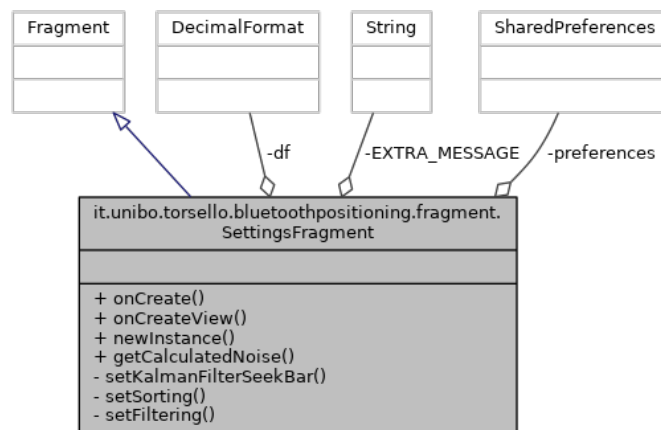 Fragment
DecimalFormat
String
SharedPreferences
-df
-EXTRA_MESSAGE
-preferences
it.unibo.torsello.bluetoothpositioning.fragment.
SettingsFragment
+ onCreate()
+ onCreateView()
+ newInstance()
+ getCalculatedNoise()
- setKalmanFilterSeekBar()
- setSorting()
- setFiltering()